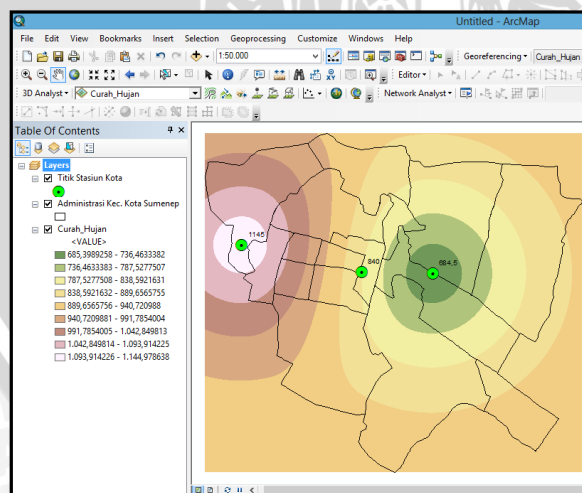 Untitled - ArcMap
File Edit View Bookmarks Insert Selection Geoprocessing Customize Windows Help
1:50.000
Georeferencing
Curah_Hujan
Editor
3D Analyst
Curah_Hujan
Network Analyst
Table Of Contents
Layers
Titik Stasiun Kota
Administrasi Kec. Kota Sumenep
Curah_Hujan
<VALUE>
685,3989258 - 736,4633382
736,4633383 - 787,5277507
787,5277508 - 838,5921631
838,5921632 - 889,6565755
889,6565756 - 940,720988
940,7209881 - 991,7854004
991,7854005 - 1.042,849813
1.042,849814 - 1.093,914225
1.093,914226 - 1.144,978638
1145
840
684,5